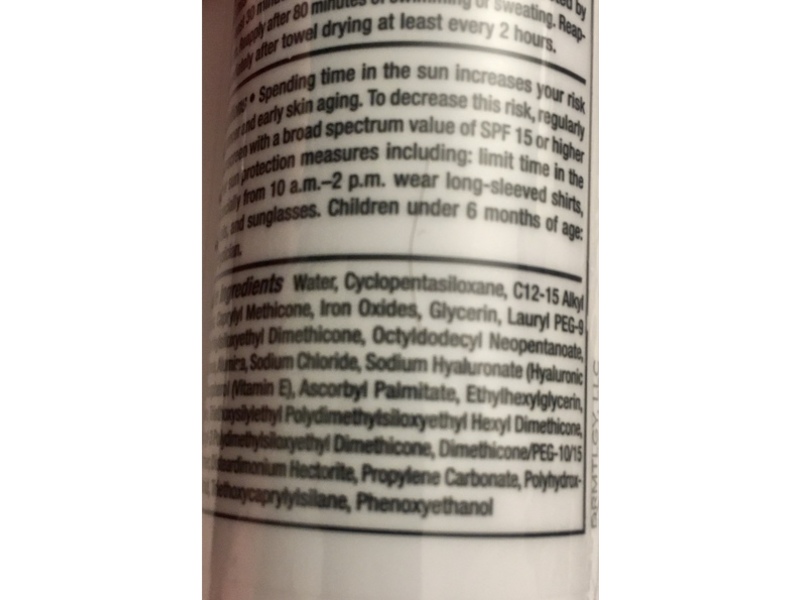 after 80 minutes of swimming or sweating. Reap-
after towel drying at least every 2 hours.
• Spending time in the sun increases your risk
and early skin aging. To decrease this risk, regularly
with a broad spectrum value of SPF 15 or higher
protection measures including: limit time in the
from 10 a.m.–2 p.m. wear long-sleeved shirts,
and sunglasses. Children under 6 months of age:
Ingredients Water, Cyclopentasiloxane, C12-15 Alkyl
Methicone, Iron Oxides, Glycerin, Lauryl PEG-9
Dimethicone, Octyldodecyl Neopentanoate,
Sodium Chloride, Sodium Hyaluronate (Hyaluronic
(Vitamin E), Ascorbyl Palmitate, Ethylhexylglycerin,
Polydimethylsiloxyethyl Hexyl Dimethicone,
Dimethicone, Dimethicone/PEG-10/15
Hectorite, Propylene Carbonate, Polyhydrox-
Phenoxyethanol